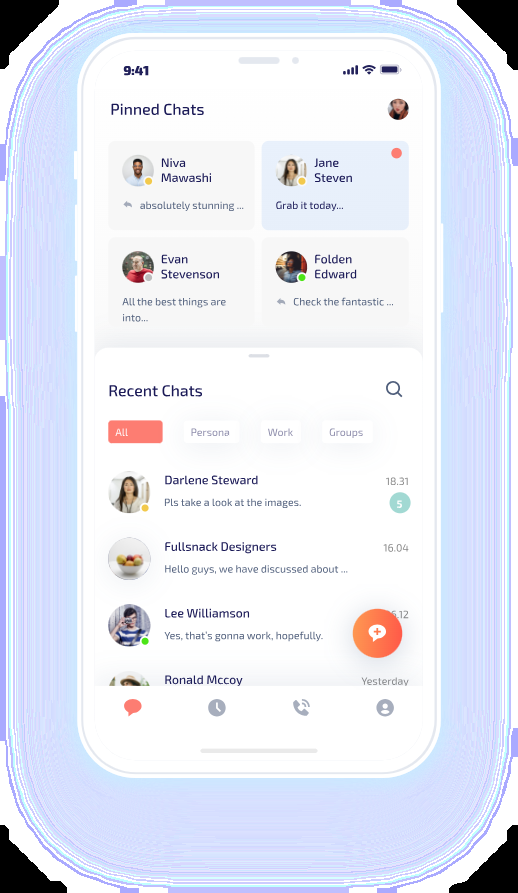 9:41
Pinned Chats
Niva
Mawashi
absolutely stunning ...
Jane
Steven
Grab it today...
Evan
Stevenson
All the best things are
into...
Folden
Edward
Check the fantastic ...
Recent Chats
All
Persona
Work
Groups
Darlene Steward
18.31
Pls take a look at the images.
5
Fullsnack Designers
16.04
Hello guys, we have discussed about ...
Lee Williamson
Yes, that's gonna work, hopefully.
Ronald Mccoy
Yesterday